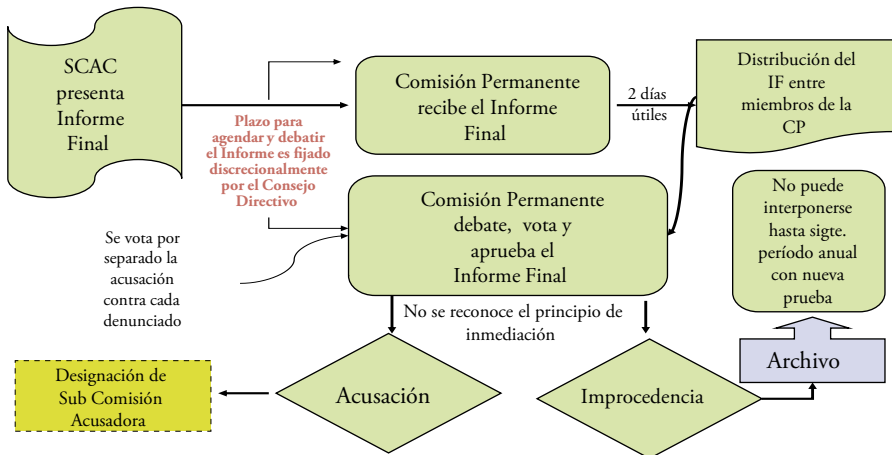 SCAC
presenta
Informe
Final
Plazo para
agendar y debatir
el Informe es fijado
discrecionalmente
por el Consejo
Directivo
Comisión Permanente
recibe el Informe
Final
2 días
útiles
Distribución del
IF entre
miembros de la
CP
Se vota por
separado la
acusación
contra cada
denunciado
Comisión Permanente
debate, vota y
aprueba el
Informe Final
No puede
interponerse
hasta sigte.
período anual
con nueva
prueba
No se reconoce el principio de
inmediación
Designación de
Sub Comisión
Acusadora
Acusación
Improcedencia
Archivo